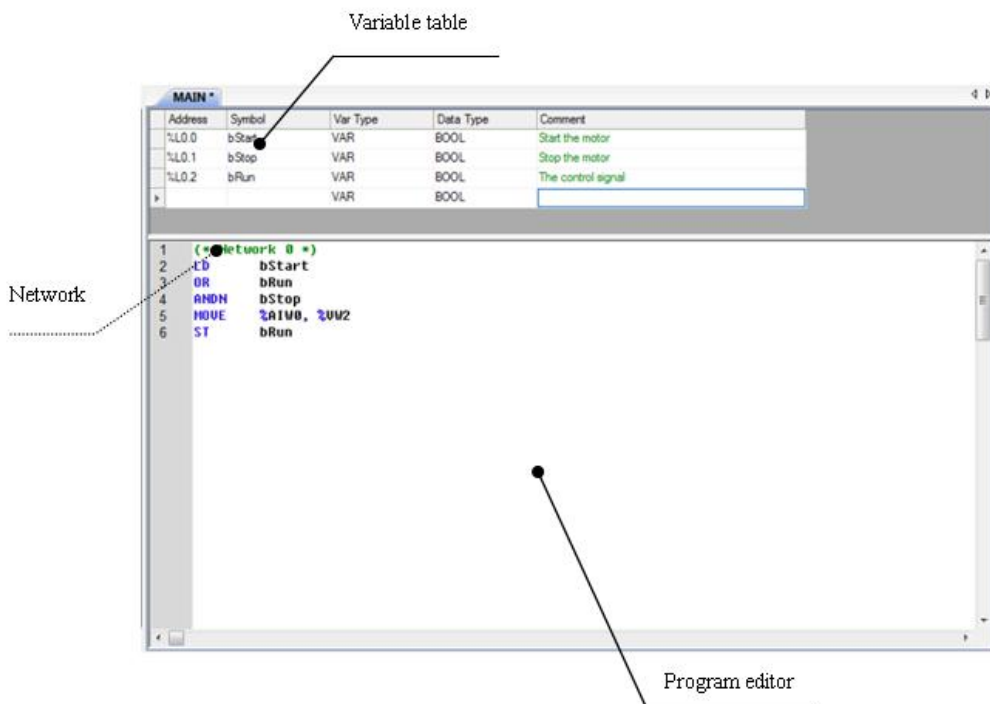 Variable table
MAIN *
Address Symbol Var Type Data Type Comment
%L0.0 bStart VAR BOOL Start the motor
%L0.1 bStop VAR BOOL Stop the motor
%L0.2 bRun VAR BOOL The control signal
VAR BOOL
Network
1 (* Network 0 *)
2 LD bStart
3 OR bRun
4 ANDN bStop
5 MOVE %AIW0, %VW2
6 ST bRun
Program editor